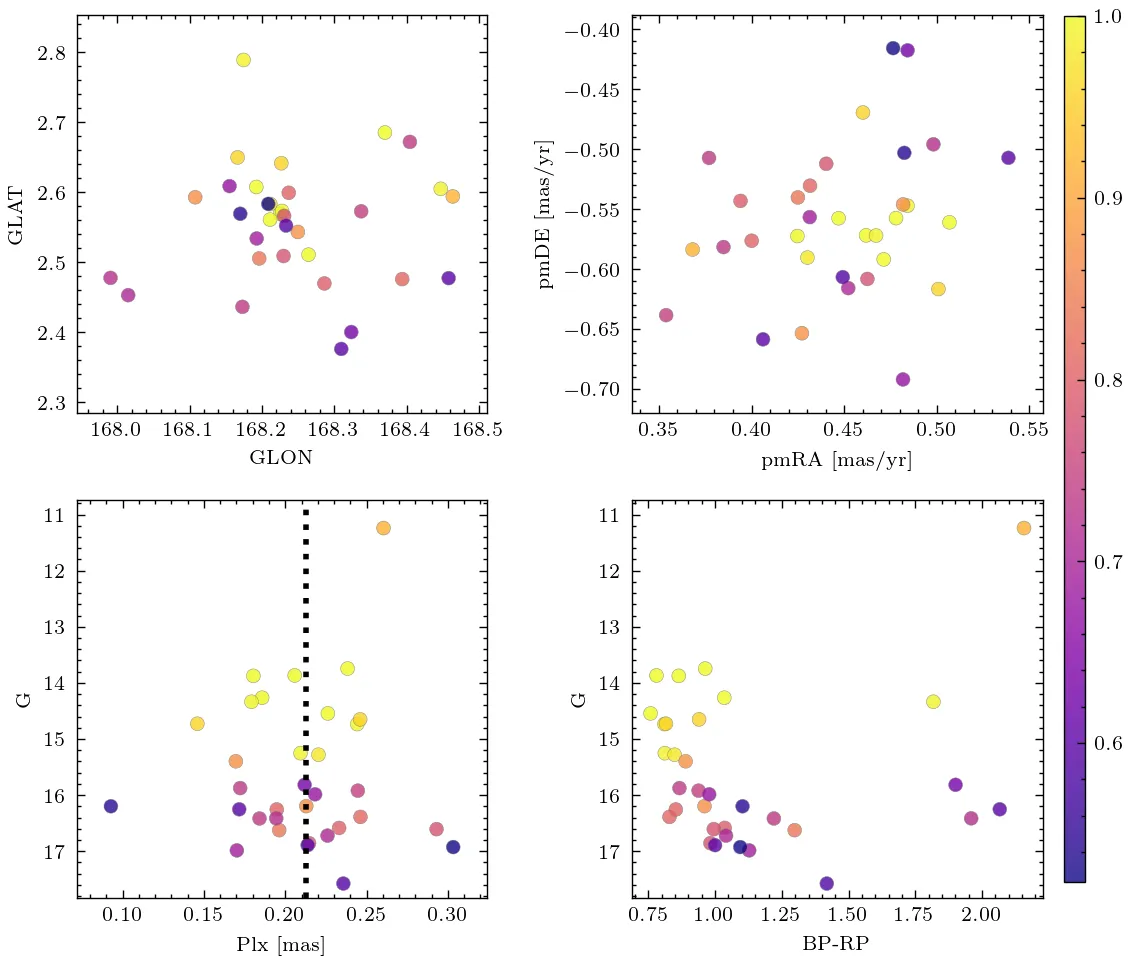 2.8
2.7
2.6
2.5
2.4
2.3
GLAT
168.0 168.1 168.2 168.3 168.4 168.5
GLON
−0.40
−0.45
−0.50
−0.55
−0.60
−0.65
−0.70
pmDE [mas/yr]
0.35 0.40 0.45 0.50 0.55
pmRA [mas/yr]
1.0
0.9
0.8
0.7
0.6
11
12
13
14
15
16
17
G
0.10 0.15 0.20 0.25 0.30
Plx [mas]
11
12
13
14
15
16
17
G
0.75 1.00 1.25 1.50 1.75 2.00
BP-RP